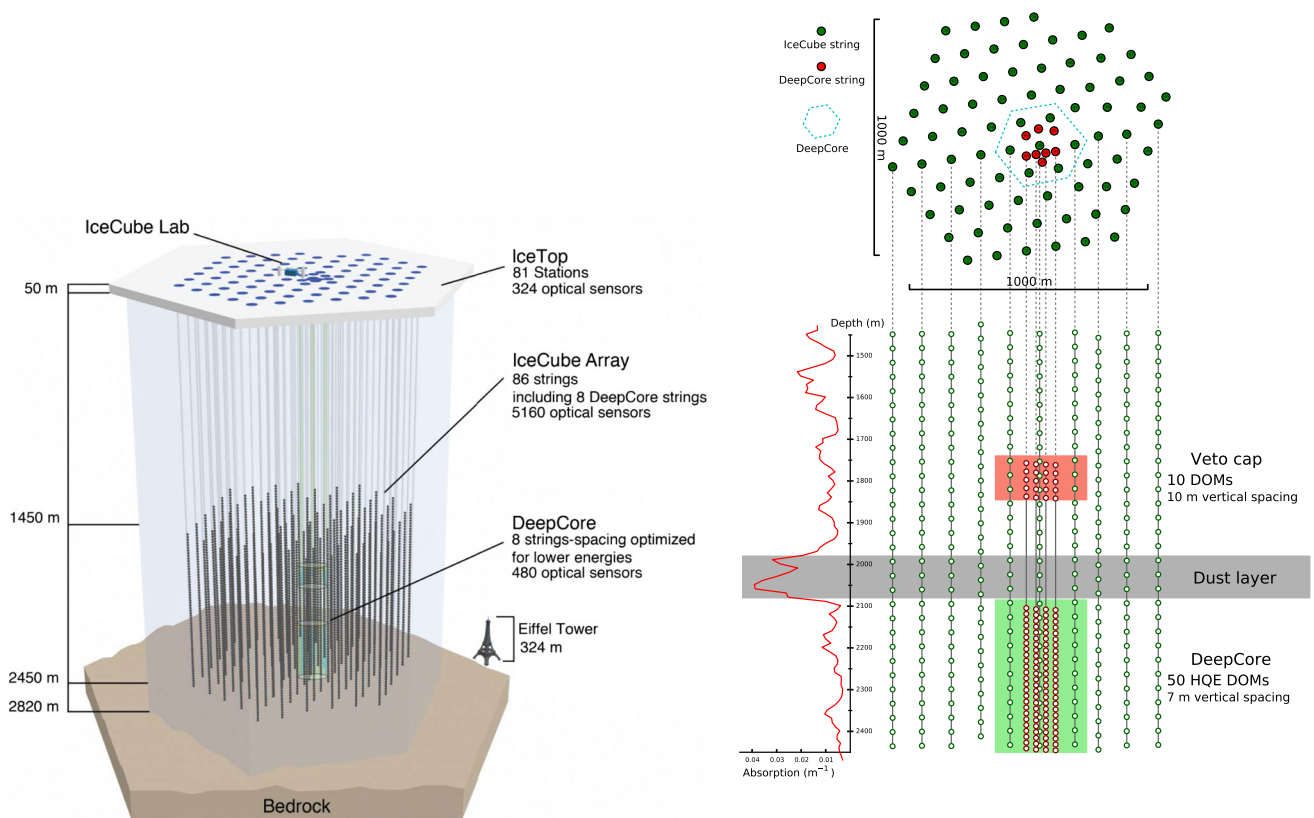 IceCube Lab
50 m
1450 m
2450 m
2820 m
IceTop
81 Stations
324 optical sensors
IceCube Array
86 strings
including 8 DeepCore strings
5160 optical sensors
DeepCore
8 strings-spacing optimized
for lower energies
480 optical sensors
Eiffel Tower
324 m
Bedrock
IceCube string
DeepCore string
DeepCore
1000 m
1000 m
Depth (m)
1500
1600
1700
1800
1900
2000
2100
2200
2300
2400
0.04 0.03 0.02 0.01
Absorption (m⁻¹)
Veto cap
10 DOMs
10 m vertical spacing
Dust layer
DeepCore
50 HQE DOMs
7 m vertical spacing